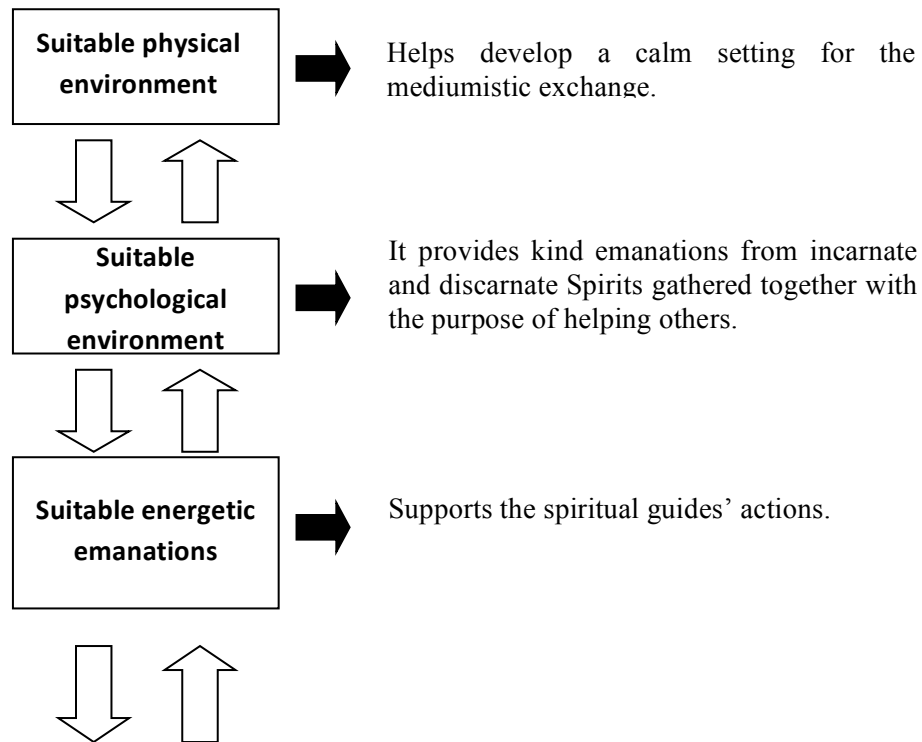 Suitable physical
environment
Helps develop a calm setting for the
mediumistic exchange.
Suitable
psychological
environment
It provides kind emanations from incarnate
and discarnate Spirits gathered together with
the purpose of helping others.
Suitable energetic
emanations
Supports the spiritual guides’ actions.